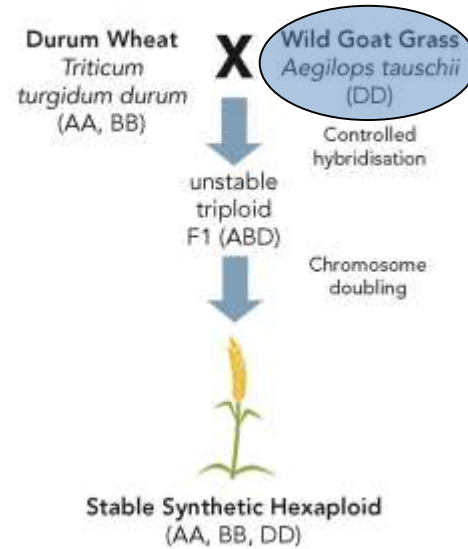 Durum Wheat
Triticum
turgidum durum
(AA, BB)
X
Wild Goat Grass
Aegilops tauschii
(DD)
Controlled
hybridisation
unstable
triploid
F1 (ABD)
Chromosome
doubling
Stable Synthetic Hexaploid
(AA, BB, DD)